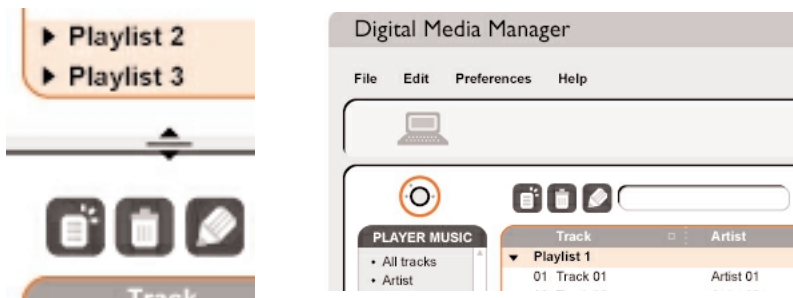 Playlist 2
Playlist 3
Track
Digital Media Manager
File Edit Preferences Help
PLAYER MUSIC
Track Artist
• All tracks
Playlist 1
• Artist
01 Track 01 Artist 01